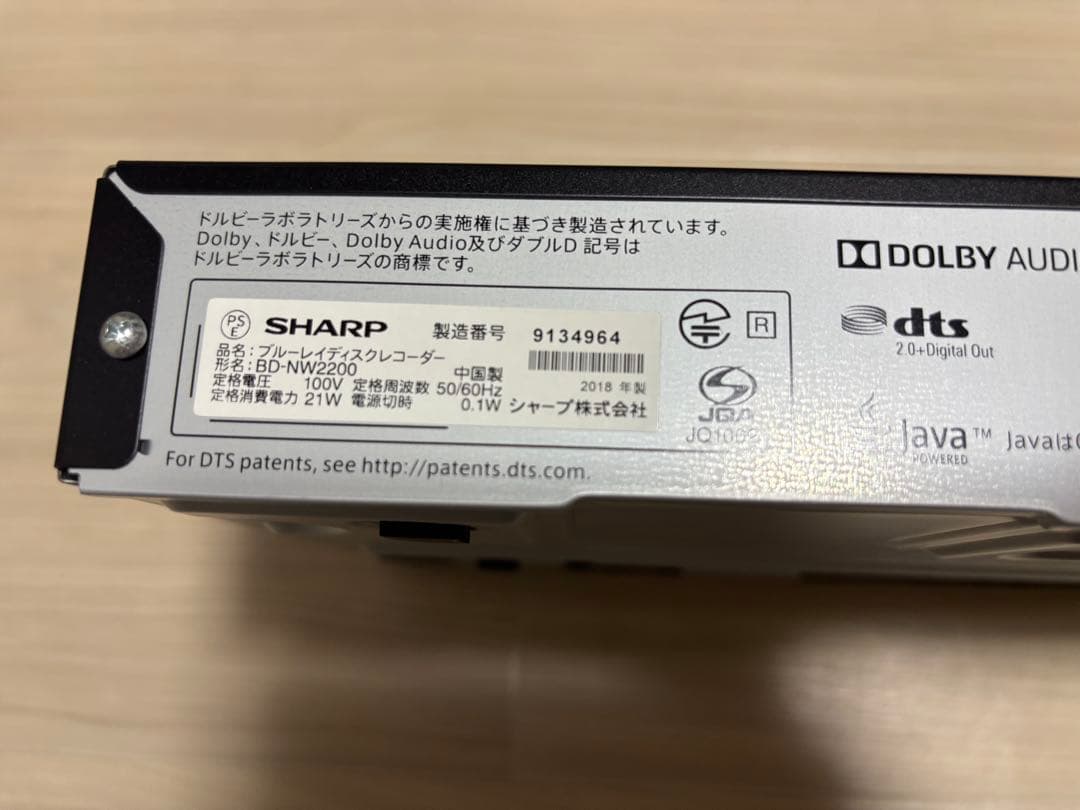 ドルビーラボラトリーズからの実施権に基づき製造されています。
Dolby、ドルビー、Dolby Audio及びダブルD 記号は
ドルビーラボラトリーズの商標です。
DOLBY AUDI
PS
E
SHARP 製造番号 9134964
品名:ブルーレイディスクレコーダー
形名:BD-NW2200 中国製
2018 年製
定格電圧 100V 定格周波数 50/60Hz
定格消費電力 21W 電源切時 0.1W シャープ株式会社
R
JQA
dts
2.0+Digital Out
Java™ Javaは
POWERED
For DTS patents, see http://patents.dts.com.